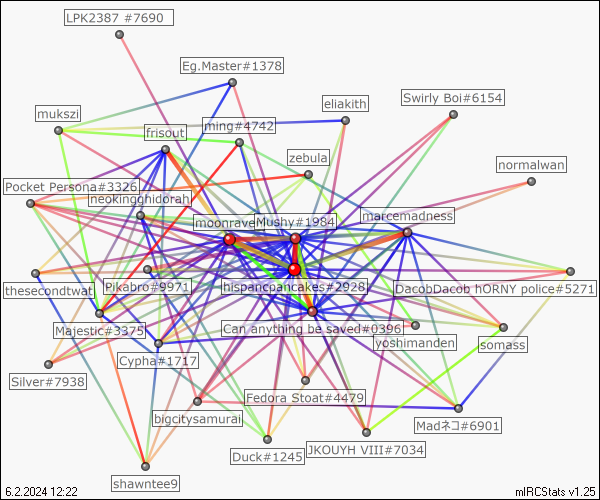 LPK2387 #7690
Eg.Master#1378
eliakith
Swirly Boi#6154
mukszi
frisout
ming#4742
zebula
normalwan
Pocket Persona#3326
neokingghidorah
moonrave
Mushy#1984
marcemadness
thesecondtwat
Pikabro#9971
hispancpancakes#2928
DacobDacob hORNY police#5271
Majestic#3375
Can anything be saved#0396
yoshimanden
somass
Cypha#1717
Silver#7938
Fedora Stoat#4479
bigcitysamurai
Madネコ#6901
Duck#1245
JKOUYH VIII#7034
shawntee9
6.2.2024 12:22
mIRCStats v1.25